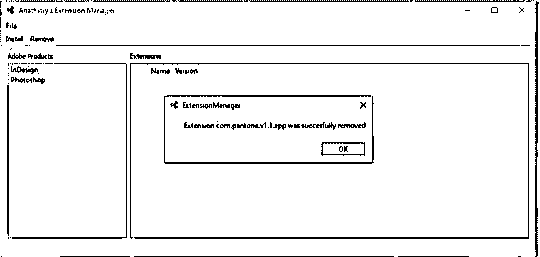 Anastasiy's Extension Manager
File
Install Remove
Adobe Products
Extensions
InDesign
Photoshop
Name Version
ExtensionManager
Extension com.pantone.v1.1.app was succerfully removed
OK